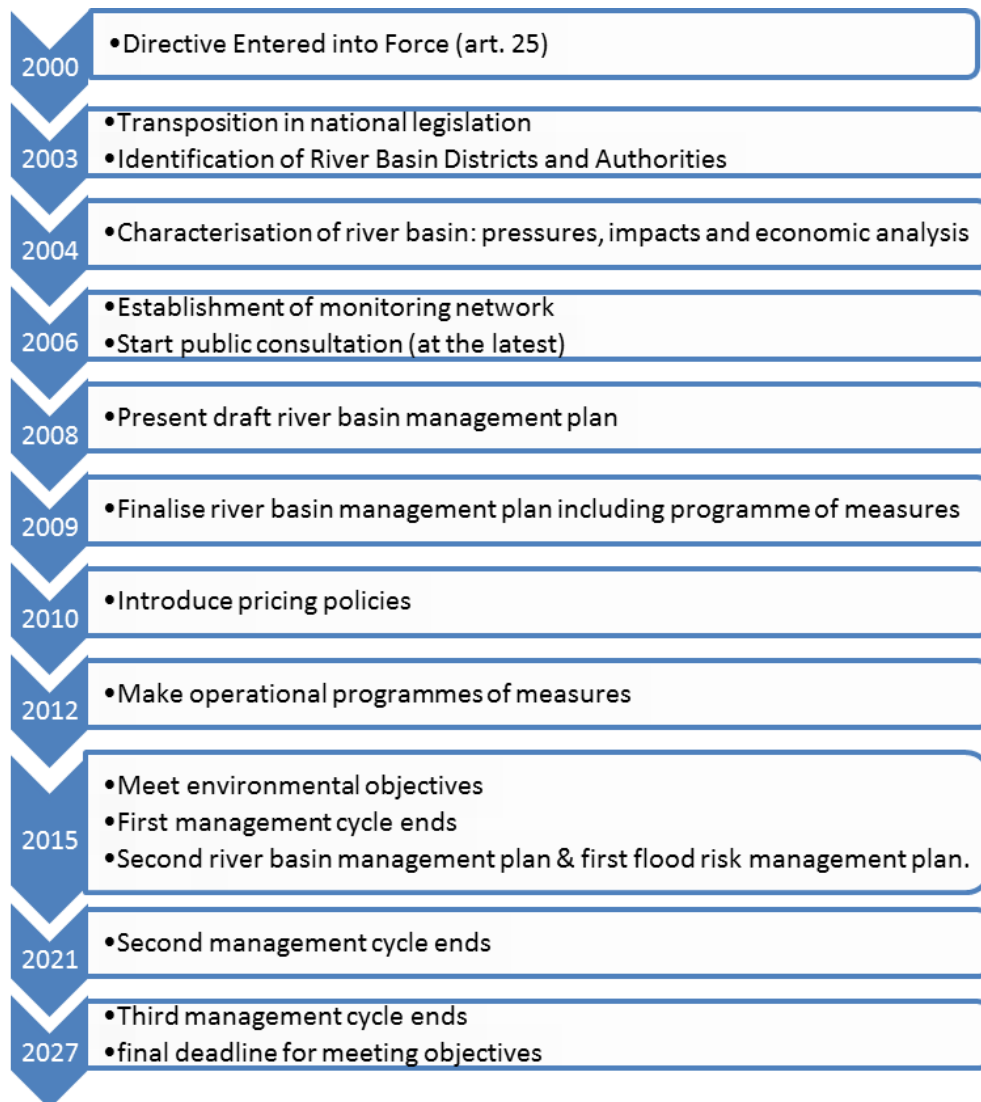 2000
•Directive Entered into Force (art. 25)
2003
•Transposition in national legislation
•Identification of River Basin Districts and Authorities
2004
•Characterisation of river basin: pressures, impacts and economic analysis
2006
•Establishment of monitoring network
•Start public consultation (at the latest)
2008
•Present draft river basin management plan
2009
•Finalise river basin management plan including programme of measures
2010
•Introduce pricing policies
2012
•Make operational programmes of measures
2015
•Meet environmental objectives
•First management cycle ends
•Second river basin management plan & first flood risk management plan.
2021
•Second management cycle ends
2027
•Third management cycle ends
•final deadline for meeting objectives